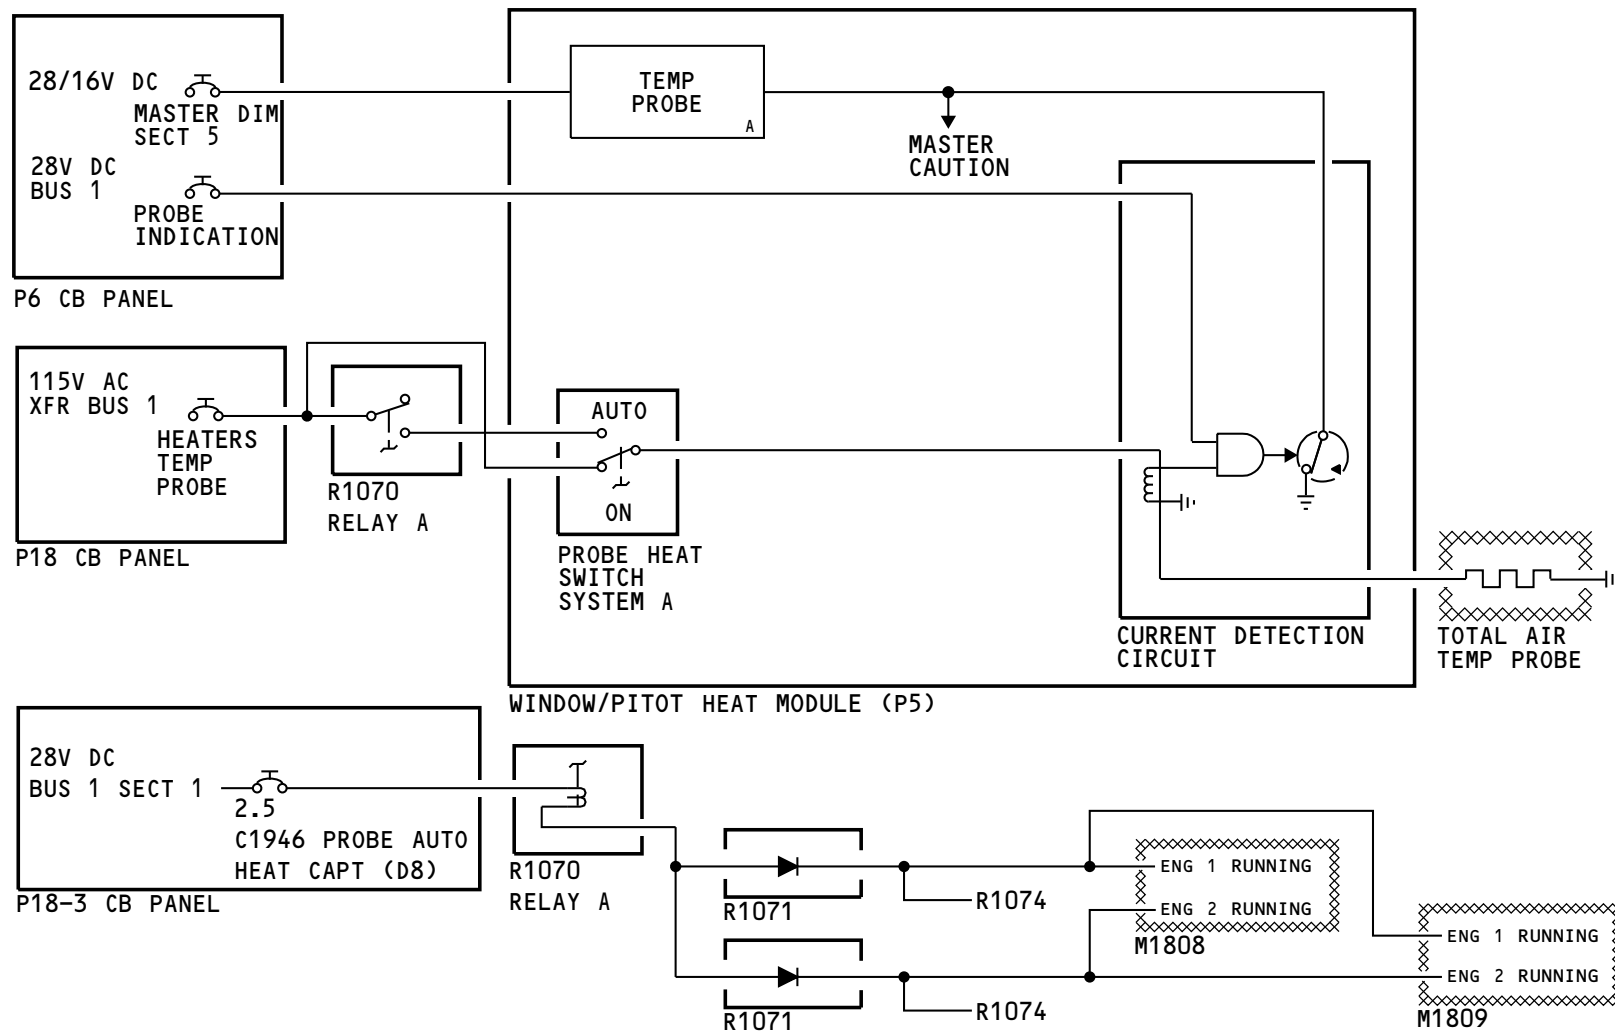 28/16V DC
MASTER DIM
SECT 5
28V DC
BUS 1
PROBE
INDICATION
P6 CB PANEL
TEMP
PROBE
A
MASTER
CAUTION
115V AC
XFR BUS 1
HEATERS
TEMP
PROBE
P18 CB PANEL
R1070
RELAY A
AUTO
ON
PROBE HEAT
SWITCH
SYSTEM A
CURRENT DETECTION
CIRCUIT
TOTAL AIR
TEMP PROBE
WINDOW/PITOT HEAT MODULE (P5)
28V DC
BUS 1 SECT 1
2.5
C1946 PROBE AUTO
HEAT CAPT (D8)
P18-3 CB PANEL
R1070
RELAY A
R1071
R1074
ENG 1 RUNNING
ENG 2 RUNNING
M1808
R1071
R1074
ENG 1 RUNNING
ENG 2 RUNNING
M1809